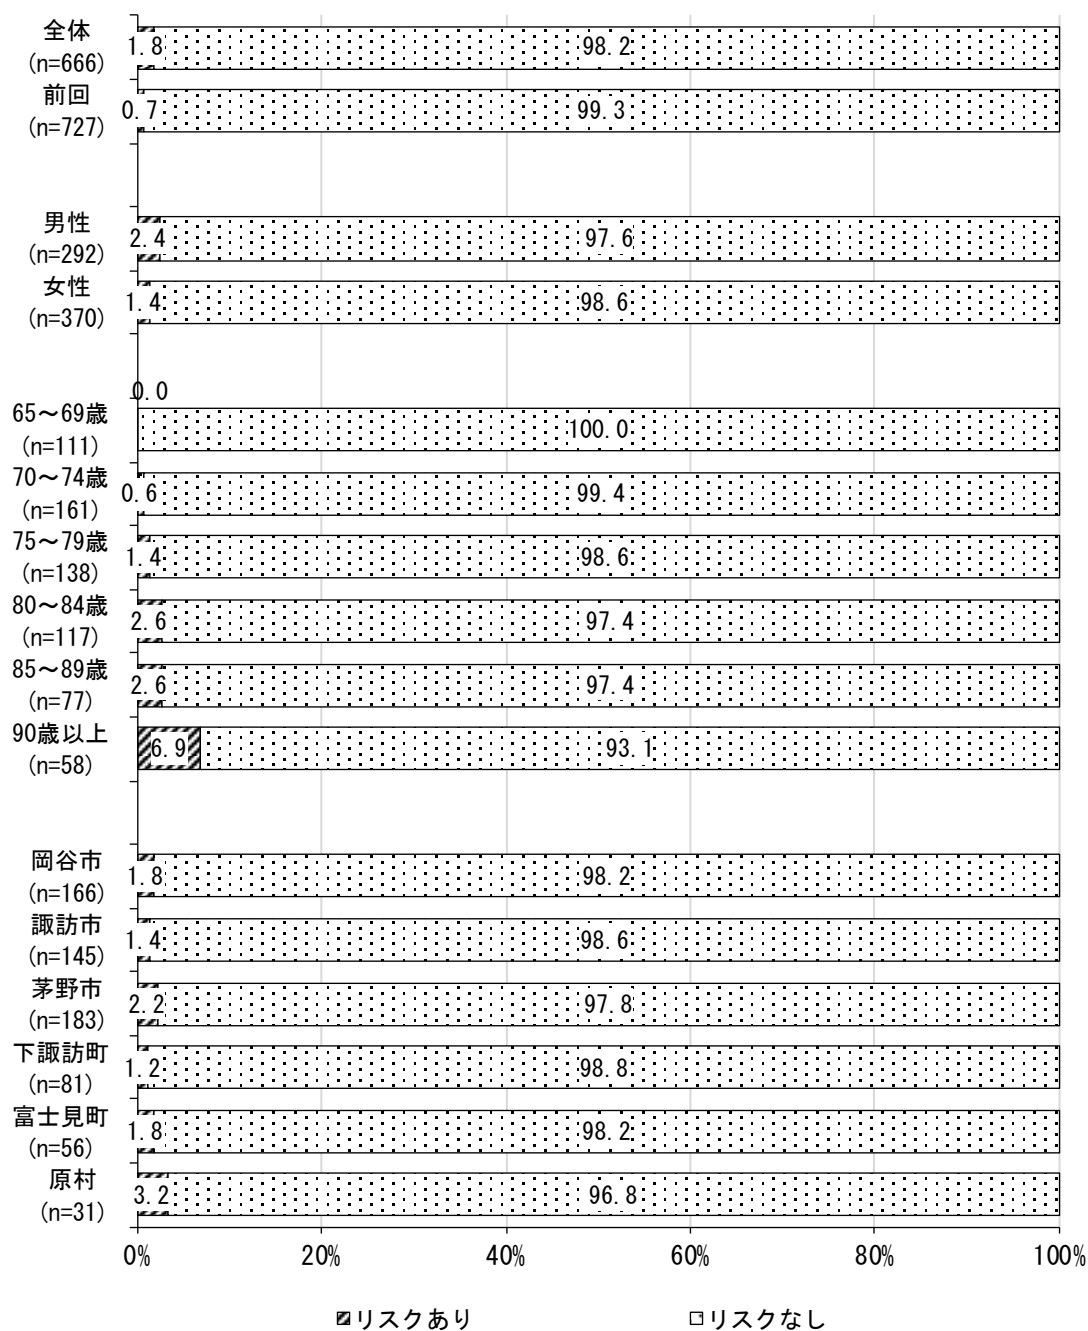 全体
(n=666)
1.8
98.2
前回
(n=727)
0.7
99.3
男性
(n=292)
2.4
97.6
女性
(n=370)
1.4
98.6
65～69歳
(n=111)
0.0
100.0
70～74歳
(n=161)
0.6
99.4
75～79歳
(n=138)
1.4
98.6
80～84歳
(n=117)
2.6
97.4
85～89歳
(n=77)
2.6
97.4
90歳以上
(n=58)
6.9
93.1
岡谷市
(n=166)
1.8
98.2
諏訪市
(n=145)
1.4
98.6
茅野市
(n=183)
2.2
97.8
下諏訪町
(n=81)
1.2
98.8
富士見町
(n=56)
1.8
98.2
原村
(n=31)
3.2
96.8
0% 20% 40% 60% 80% 100%
リスクあり リスクなし